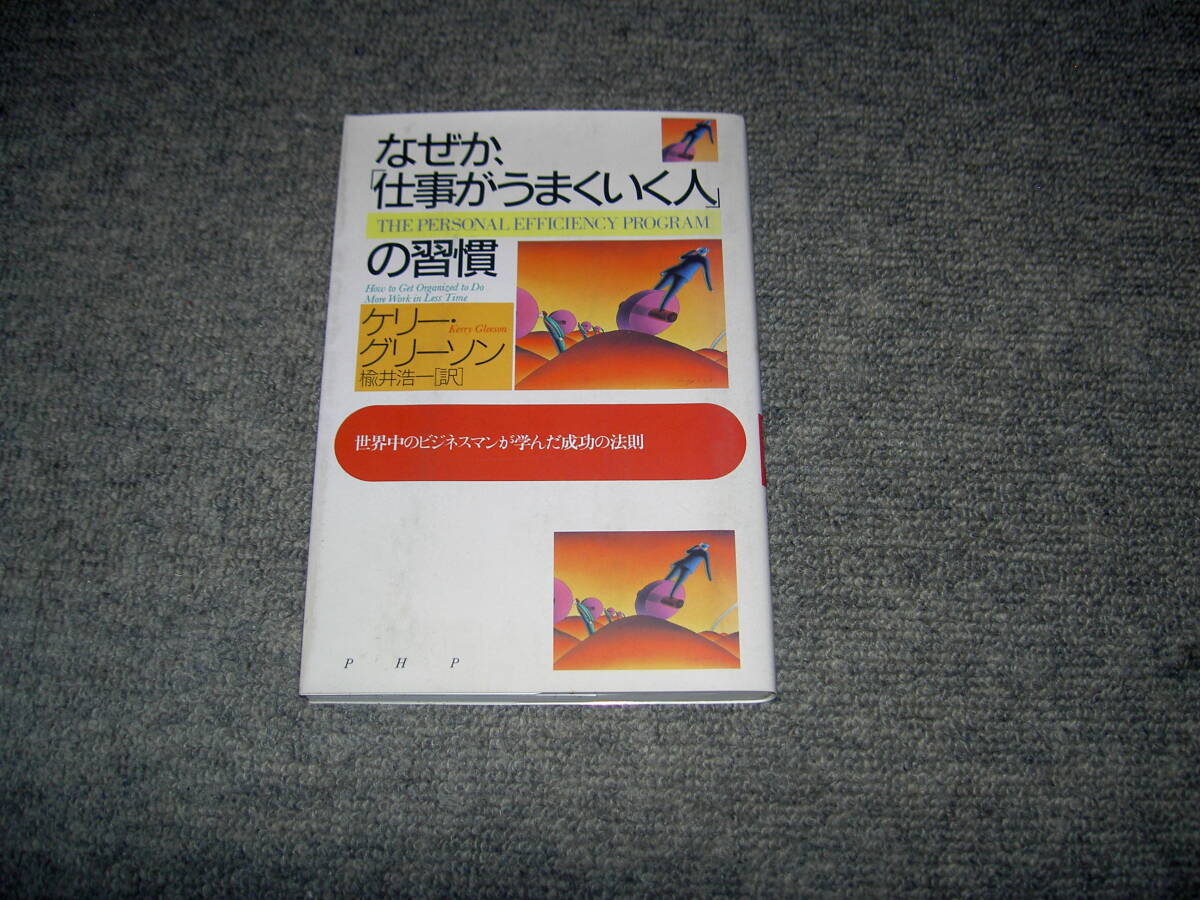 なぜか、
「仕事がうまくいく人」
THE PERSONAL EFFICIENCY PROGRAM
の習慣
How to Get Organized to Do
More Work in Less Time
ケリー・
Kerry Gleeson
グリーソン
楡井浩一[訳]
世界中のビジネスマンが学んだ成功の法則
PHP